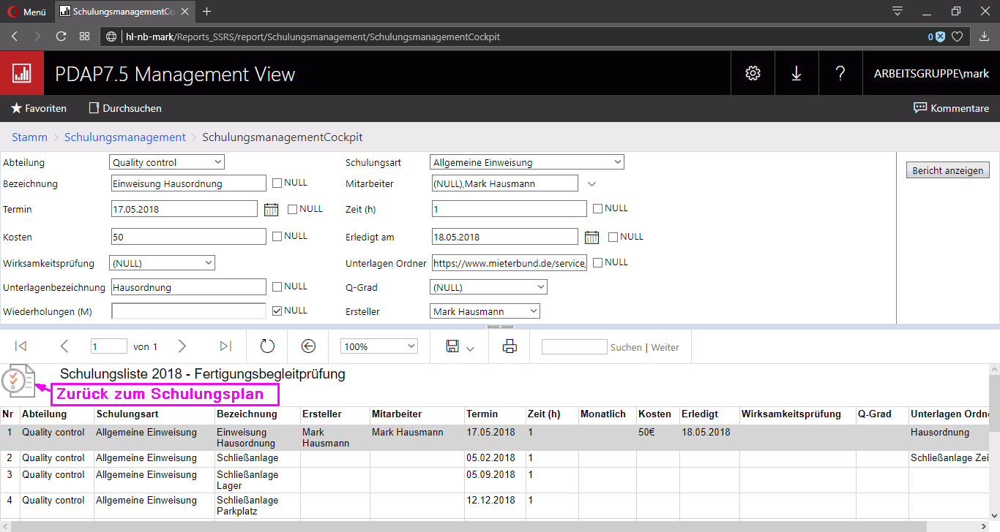 Menü
SchulungsmanagementCo
hl-nb-mark/Reports_SSRS/report/Schulungsmanagement/SchulungsmanagementCockpit
0
PDAP7.5 Management View
?
ARBEITSGRUPPE\mark
Favoriten
Durchsuchen
Kommentare
Stamm > Schulungsmanagement > SchulungsmanagementCockpit
Abteilung Quality control Schulungsart Allgemeine Einweisung Bericht anzeigen
Bezeichnung Einweisung Hausordnung NULL Mitarbeiter (NULL),Mark Hausmann
Termin 17.05.2018 NULL Zeit (h) 1 NULL
Kosten 50 NULL Erledigt am 18.05.2018 NULL
Wirksamkeitsprüfung (NULL) Unterlagen Ordner https://www.mieterbund.de/service, NULL
Unterlagenbezeichnung Hausordnung NULL Q-Grad (NULL)
Wiederholungen (M) NULL Ersteller Mark Hausmann
1 von 1 100% Suchen | Weiter
Schulungsliste 2018 - Fertigungsbegleitprüfung
Zurück zum Schulungsplan
Nr Abteilung Schulungsart Bezeichnung Ersteller Mitarbeiter Termin Zeit (h) Monatlich Kosten Erledigt Wirksamkeitsprüfung Q-Grad Unterlagen Ordne
1 Quality control Allgemeine Einweisung Einweisung Mark Mark Hausmann 17.05.2018 1 50€ 18.05.2018 Hausordnung
Hausordnung Hausmann
2 Quality control Allgemeine Einweisung Schließanlage 05.02.2018 1 Schließanlage Zei
3 Quality control Allgemeine Einweisung Schließanlage 05.09.2018 1
Lager
4 Quality control Allgemeine Einweisung Schließanlage 12.12.2018 1
Parkplatz